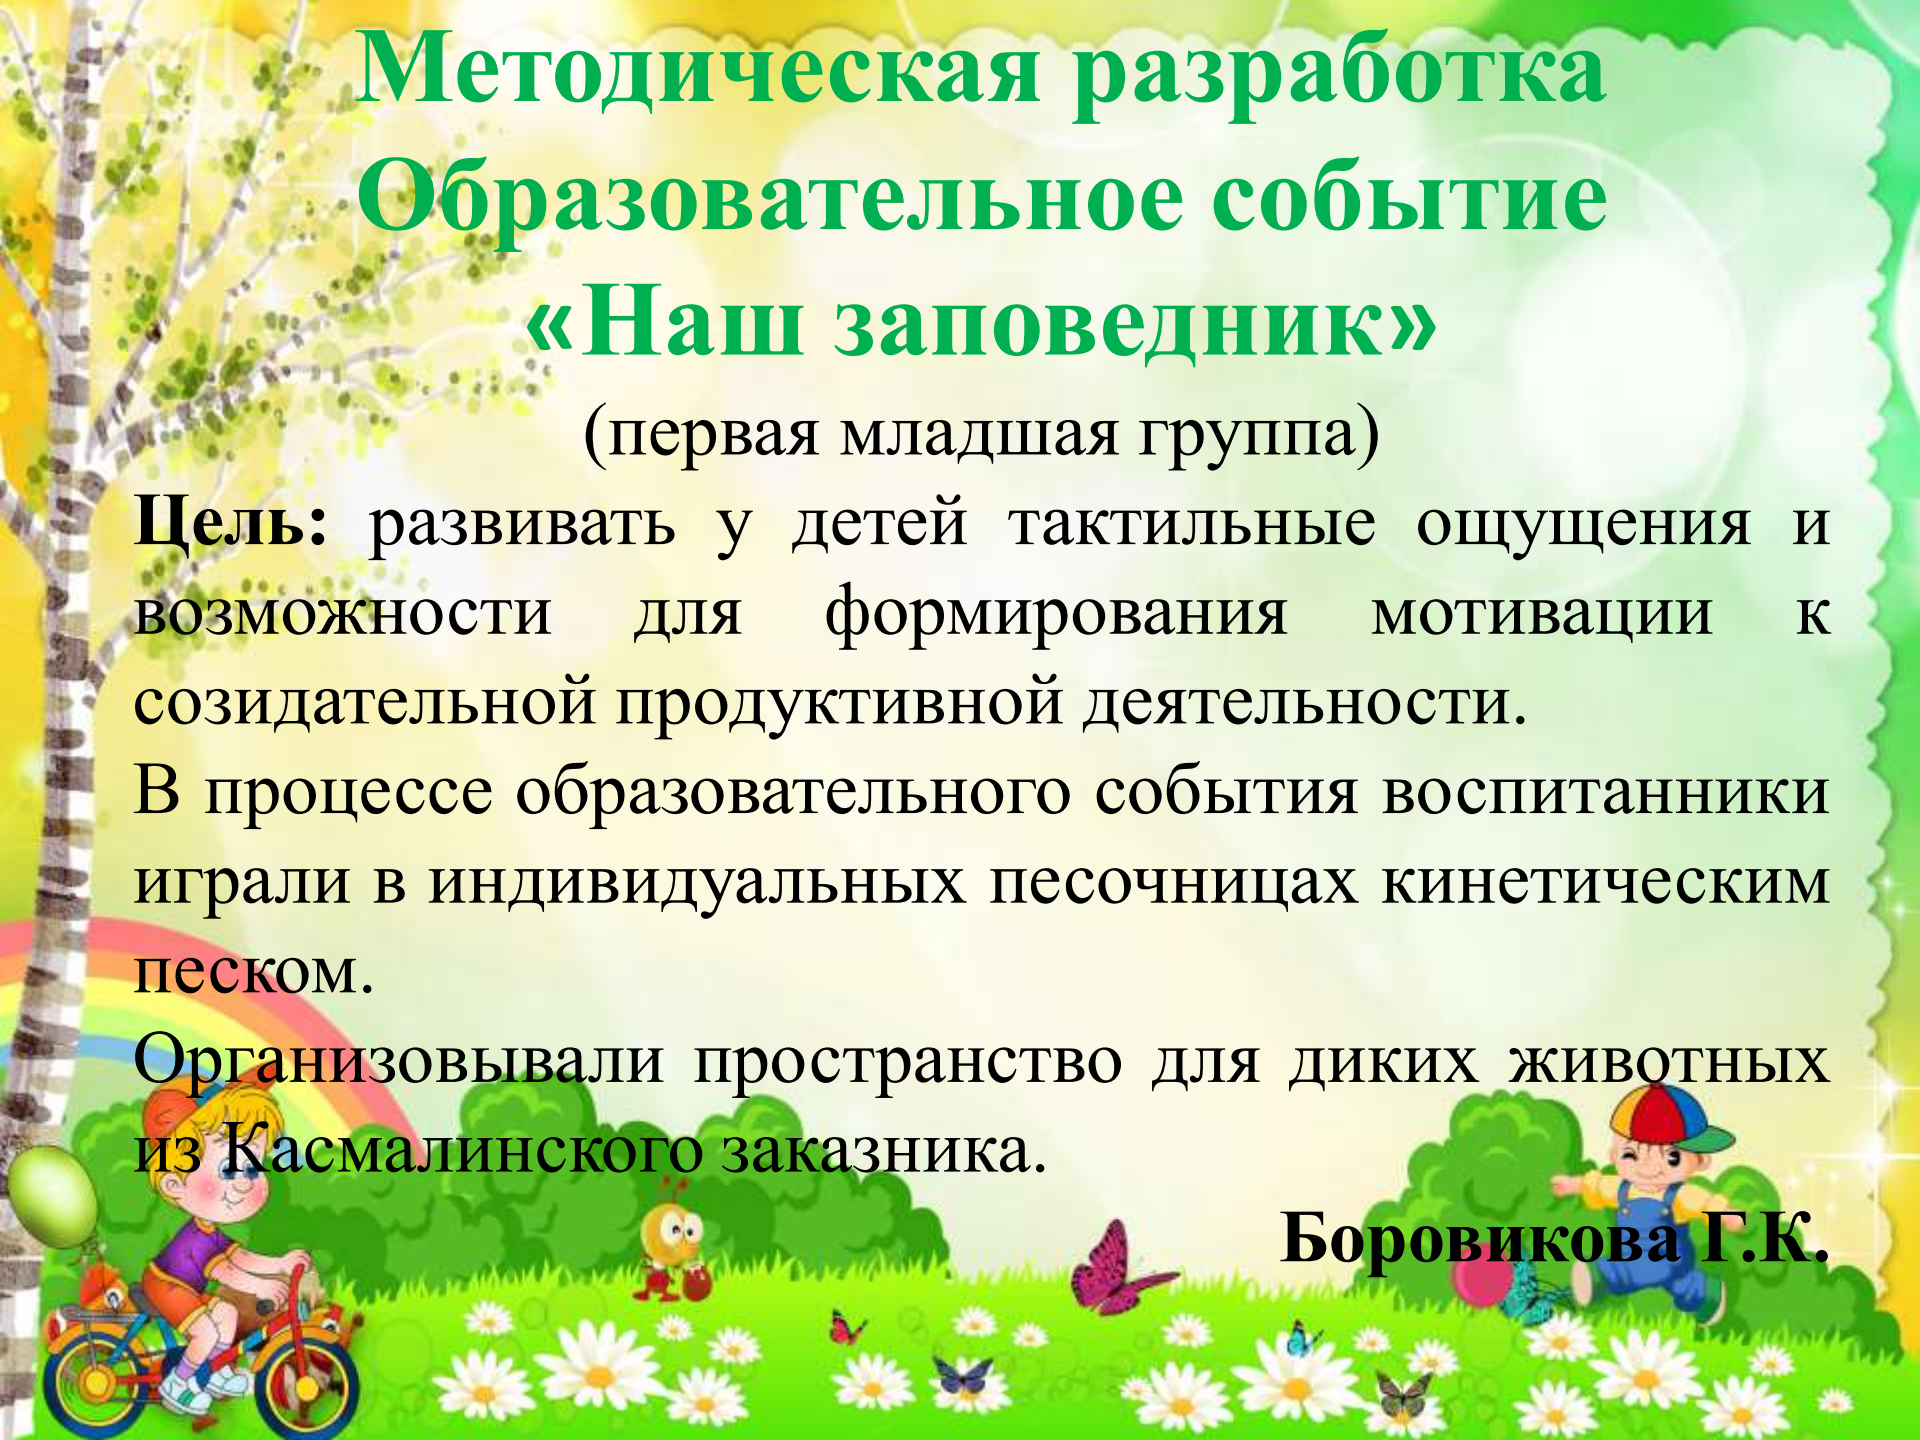 Методическая разработка
Образовательное событие
«Наш заповедник»
(первая младшая группа)
Цель: развивать у детей тактильные ощущения и
возможности для формирования мотивации к
созидательной продуктивной деятельности.
В процессе образовательного события воспитанники
играли в индивидуальных песочницах кинетическим
песком.
Организовывали пространство для диких животных
из Касмалинского заказника.
Боровикова Г.К.